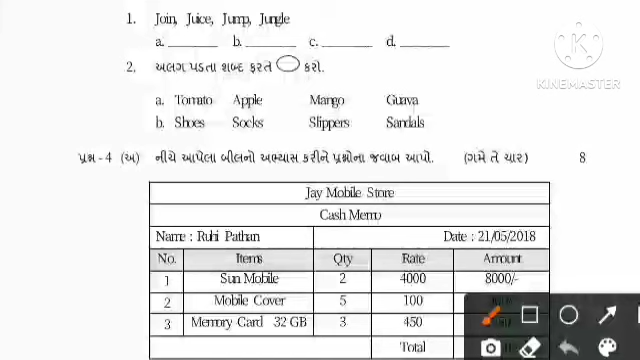 1. Join, Juice, Jump, Jungle
a. ________ b. ________ c. ________ d. ________
2. અલગ પડતા શબ્દ ફરતે કરો.
a. Tomato Apple Mango Guava
b. Shoes Socks Slippers Sandals
પ્રશ્ન - 4 (અ) નીચે આપેલા બીલનો અભ્યાસ કરીને પ્રશ્નોના જવાબ આપો. (ગમે તે ચાર) 8
Jay Mobile Store
Cash Memo
Name : Ruhi Pathan Date : 21/05/2018
No. Items Qty Rate Amount
1 Sun Mobile 2 4000 8000/-
2 Mobile Cover 5 100
3 Memory Card 32 GB 3 450
Total
KINEMASTER